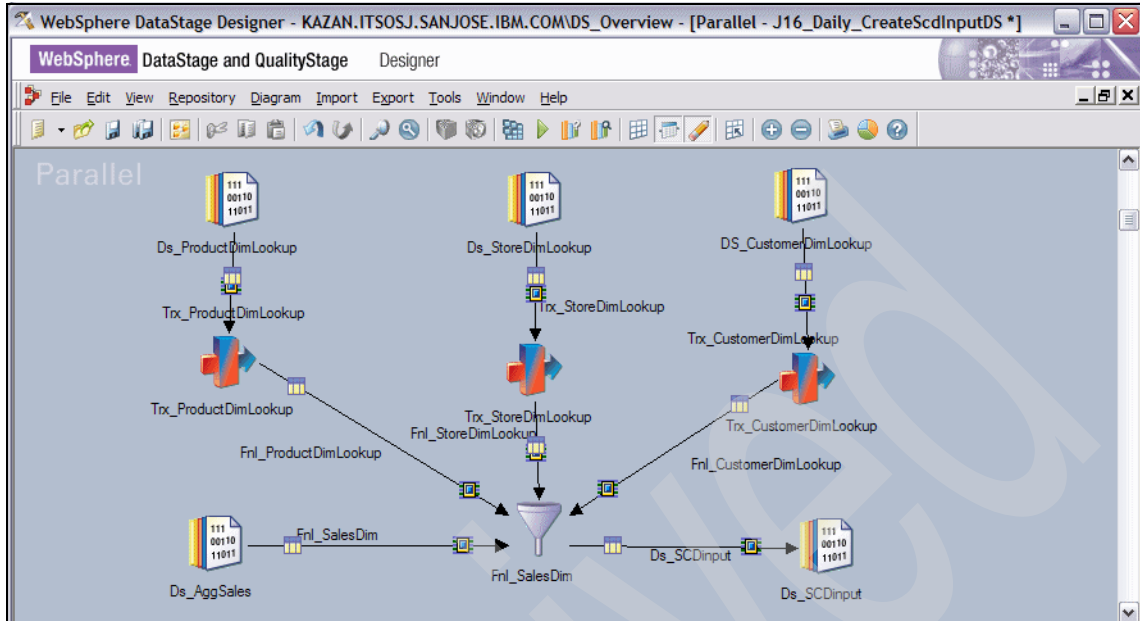 WebSphere DataStage Designer - KAZAN.ITSOSJ.SANJOSE.IBM.COM\DS_Overview - [Parallel - J16_Daily_CreateScdInputDS *]
WebSphere. DataStage and QualityStage Designer
File Edit View Repository Diagram Import Export Tools Window Help
Parallel
111 00110 11011
111 00110 11011
111 00110 11011
Ds_ProductDimLookup
Ds_StoreDimLookup
DS_CustomerDimLookup
Trx_ProductDimLookup
Trx_StoreDimLookup
Trx_CustomerDimLookup
Trx_ProductDimLookup
Trx_StoreDimLookup
Trx_CustomerDimLookup
Fnl_ProductDimLookup
Fnl_StoreDimLookup
Fnl_CustomerDimLookup
111 00110 11011
Fnl_SalesDim
Ds_SCDinput
111 00110 11011
Ds_AggSales
Fnl_SalesDim
Ds_SCDinput